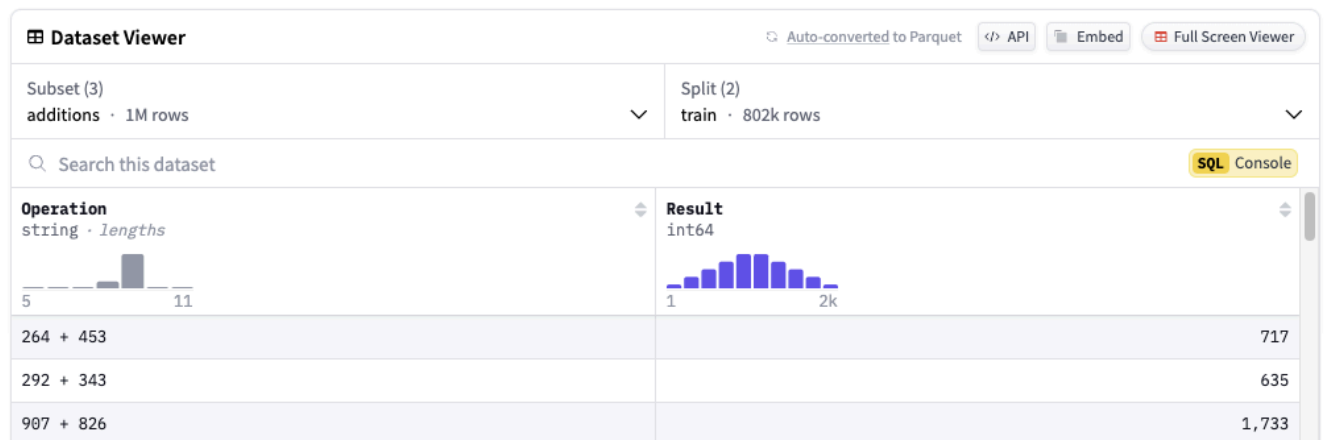 Dataset Viewer
Auto-converted to Parquet
</> API
Embed
Full Screen Viewer
Subset (3)
additions · 1M rows
Split (2)
train · 802k rows
Search this dataset
SQL Console
Operation
string · lengths
5 11
Result
int64
1 2k
264 + 453 717
292 + 343 635
907 + 826 1,733